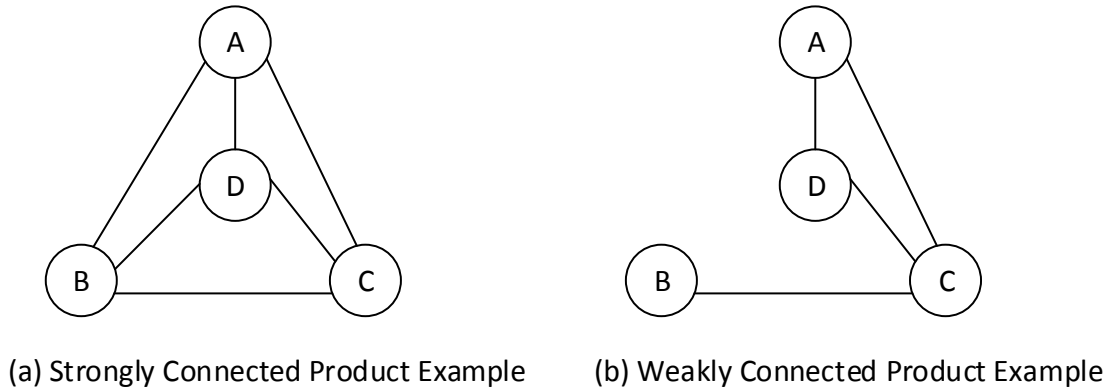 A
A
D
D
B
C
B
C
(a) Strongly Connected Product Example
(b) Weakly Connected Product Example